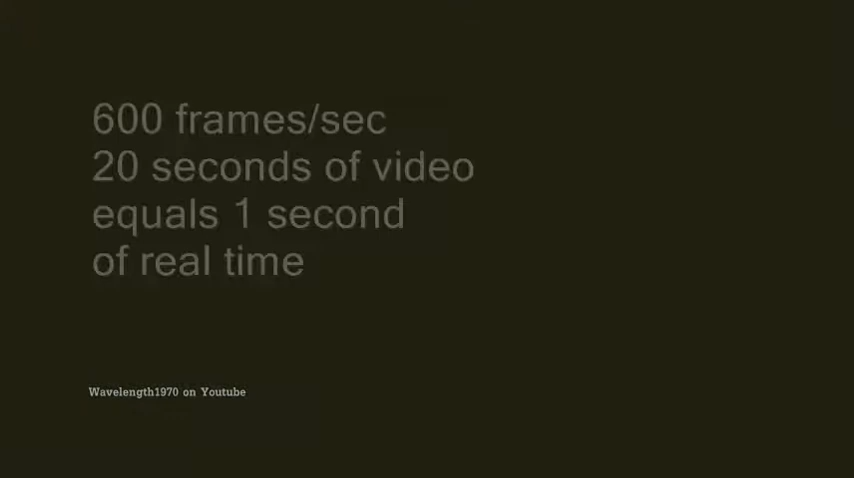 600 frames/sec
20 seconds of video
equals 1 second
of real time
Wavelength1970 on Youtube